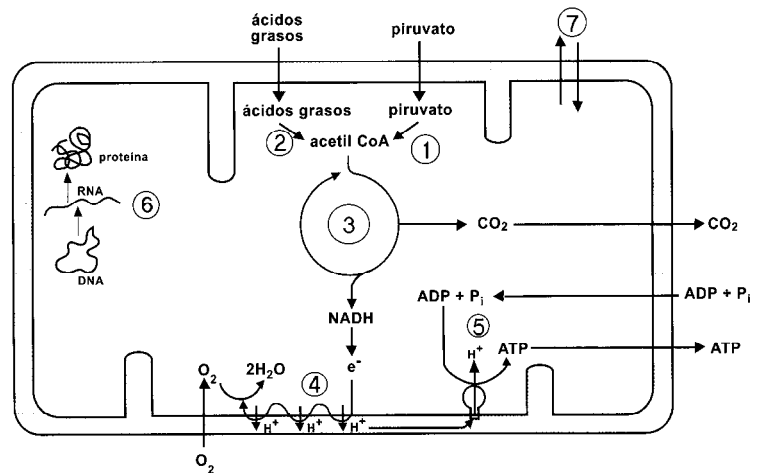 ácidos
grasos
piruvato
7
ácidos grasos
piruvato
2
acetil CoA
1
proteína
RNA
6
DNA
3
CO₂
CO₂
ADP + Pᵢ
ADP + Pᵢ
NADH
5
H⁺
ATP
ATP
e⁻
O₂
2H₂O
4
H⁺
H⁺
H⁺
O₂